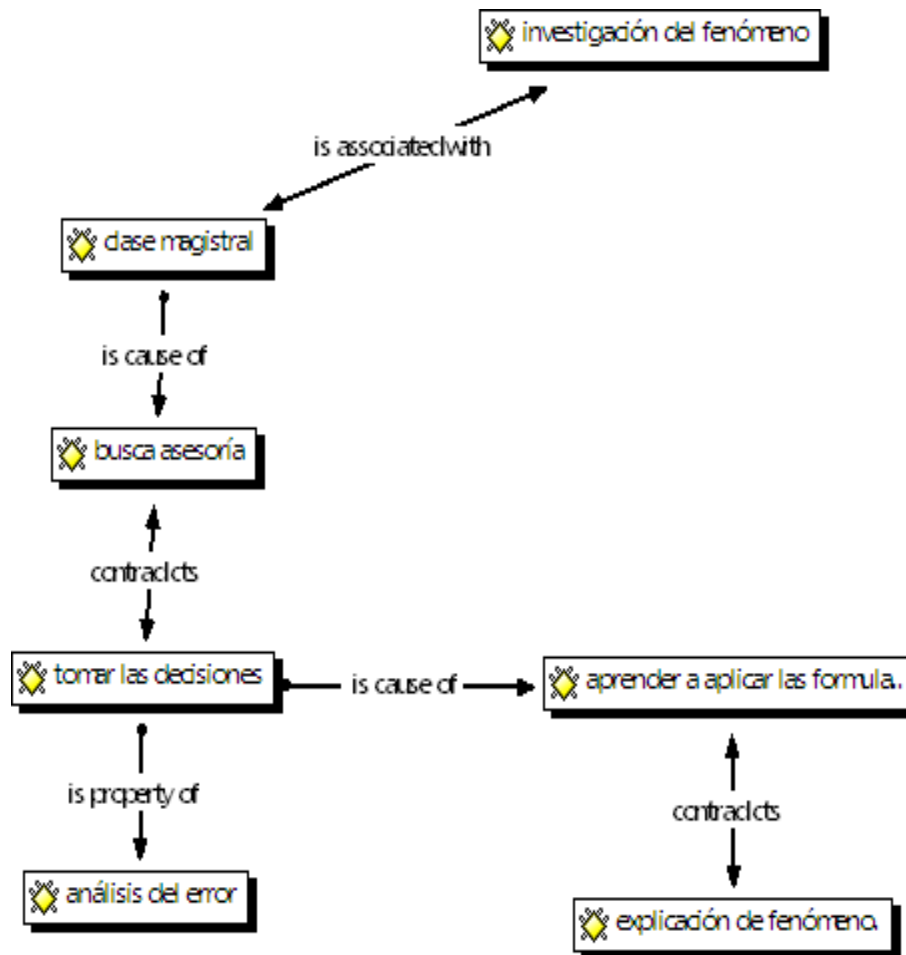 investigación del fenómeno
is associated with
clase magistral
is cause of
busca asesoría
contradicts
tomar las decisiones
is cause of
aprender a aplicar las formula..
is property of
contradicts
análisis del error
explicación de fenómeno.